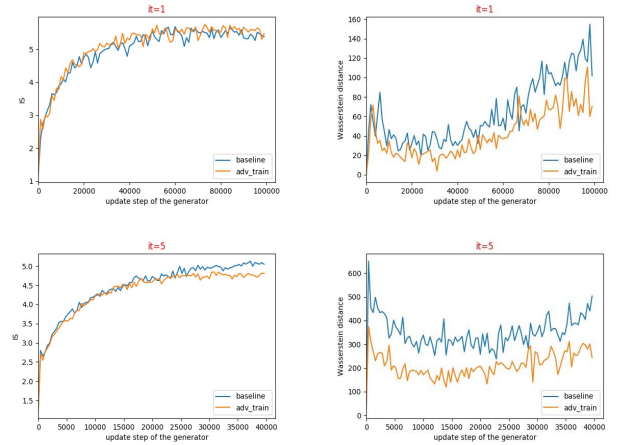 it=1
IS
5
4
3
2
1
0 20000 40000 60000 80000 100000
update step of the generator
baseline
adv_train
it=1
Wasserstein distance
160
140
120
100
80
60
40
20
0
0 20000 40000 60000 80000 100000
update step of the generator
baseline
adv_train
it=5
IS
5.0
4.5
4.0
3.5
3.0
2.5
2.0
1.5
0 5000 10000 15000 20000 25000 30000 35000 40000
update step of the generator
baseline
adv_train
it=5
Wasserstein distance
600
500
400
300
200
100
0
0 5000 10000 15000 20000 25000 30000 35000 40000
update step of the generator
baseline
adv_train